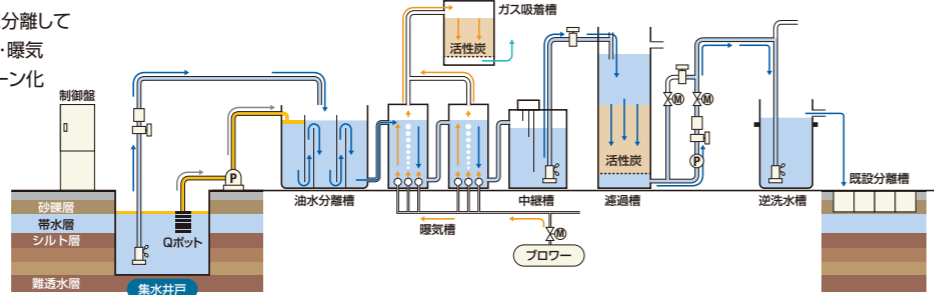 分離して
・曝気
ーン化
制御盤
ガス吸着槽
活性炭
P
油水分離槽
曝気槽
M
ブロワー
中継槽
活性炭
濾過槽
M
M
P
逆洗水槽
既設分離槽
砂礫層
帯水層
シルト層
難透水層
Qポット
集水井戸